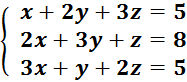 x + 2y + 3z = 5
2x + 3y + z = 8
3x + y + 2z = 5